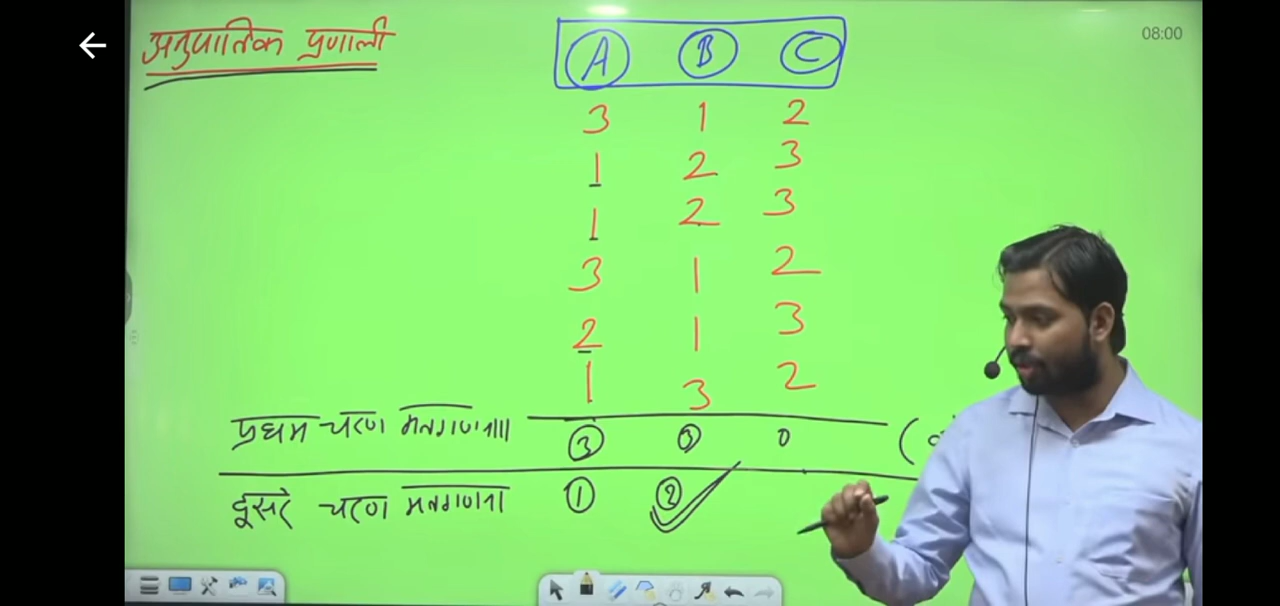 अनुपातिक प्रणाली
A B C
08:00
3 1 2
1 2 3
1 2 3
3 1 2
2 1 3
1 3 2
प्रथम चरण मतगणना 3 3 0
दूसरे चरण मतगणना 1 2